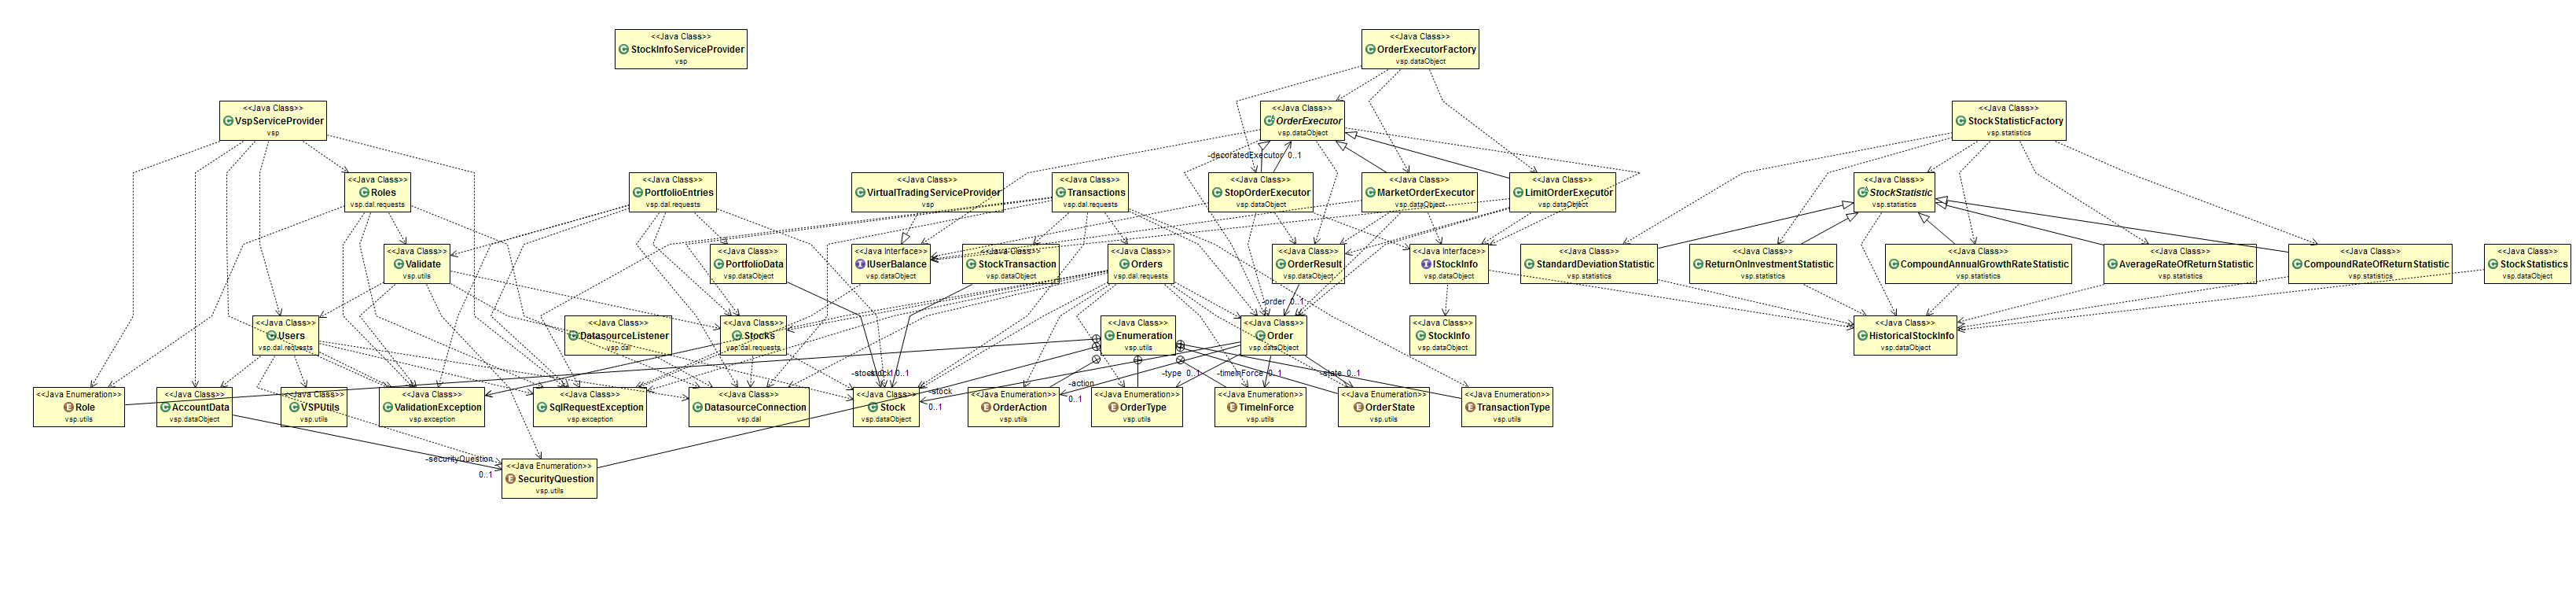 <<Java Class>>
StockInfoServiceProvider
vsp
<<Java Class>>
OrderExecutorFactory
vsp.dataObject
<<Java Class>>
VspServiceProvider
vsp
<<Java Class>>
OrderExecutor
vsp.dataObject
<<Java Class>>
StockStatisticFactory
vsp.statistics
-decoratedExecutor 0..1
<<Java Class>>
Roles
vsp.dal.requests
<<Java Class>>
PortfolioEntries
vsp.dal.requests
<<Java Class>>
VirtualTradingServiceProvider
vsp
<<Java Class>>
Transactions
vsp.dal.requests
<<Java Class>>
StopOrderExecutor
vsp.dataObject
<<Java Class>>
MarketOrderExecutor
vsp.dataObject
<<Java Class>>
LimitOrderExecutor
vsp.dataObject
<<Java Class>>
StockStatistic
vsp.statistics
<<Java Class>>
Validate
vsp.utils
<<Java Class>>
PortfolioData
vsp.dataObject
<<Java Interface>>
IUserBalance
vsp.dataObject
<<Java Class>>
StockTransaction
vsp.dataObject
<<Java Class>>
Orders
vsp.dal.requests
<<Java Class>>
OrderResult
vsp.dataObject
<<Java Interface>>
IStockInfo
vsp.dataObject
<<Java Class>>
StandardDeviationStatistic
vsp.statistics
<<Java Class>>
ReturnOnInvestmentStatistic
vsp.statistics
<<Java Class>>
CompoundAnnualGrowthRateStatistic
vsp.statistics
<<Java Class>>
AverageRateOfReturnStatistic
vsp.statistics
<<Java Class>>
CompoundRateOfReturnStatistic
vsp.statistics
<<Java Class>>
StockStatistics
vsp.dataObject
-order 0..1
<<Java Class>>
Users
vsp.dal.requests
<<Java Class>>
DatasourceListener
vsp.dal
<<Java Class>>
Stocks
vsp.dal.requests
<<Java Class>>
Enumeration
vsp.utils
<<Java Class>>
Order
vsp.dataObject
<<Java Class>>
StockInfo
vsp.dataObject
<<Java Class>>
HistoricalStockInfo
vsp.dataObject
-stock
0..1
-type 0..1
-timeInForce 0..1
-state 0..1
-action
0..1
-stock
0..1
<<Java Enumeration>>
Role
vsp.utils
<<Java Class>>
AccountData
vsp.dataObject
<<Java Class>>
VSPUtils
vsp.utils
<<Java Class>>
ValidationException
vsp.exception
<<Java Class>>
SqlRequestException
vsp.exception
<<Java Class>>
DatasourceConnection
vsp.dal
<<Java Class>>
Stock
vsp.dataObject
<<Java Enumeration>>
OrderAction
vsp.utils
<<Java Enumeration>>
OrderType
vsp.utils
<<Java Enumeration>>
TimeInForce
vsp.utils
<<Java Enumeration>>
OrderState
vsp.utils
<<Java Enumeration>>
TransactionType
vsp.utils
-securityQuestion
0..1
<<Java Enumeration>>
SecurityQuestion
vsp.utils